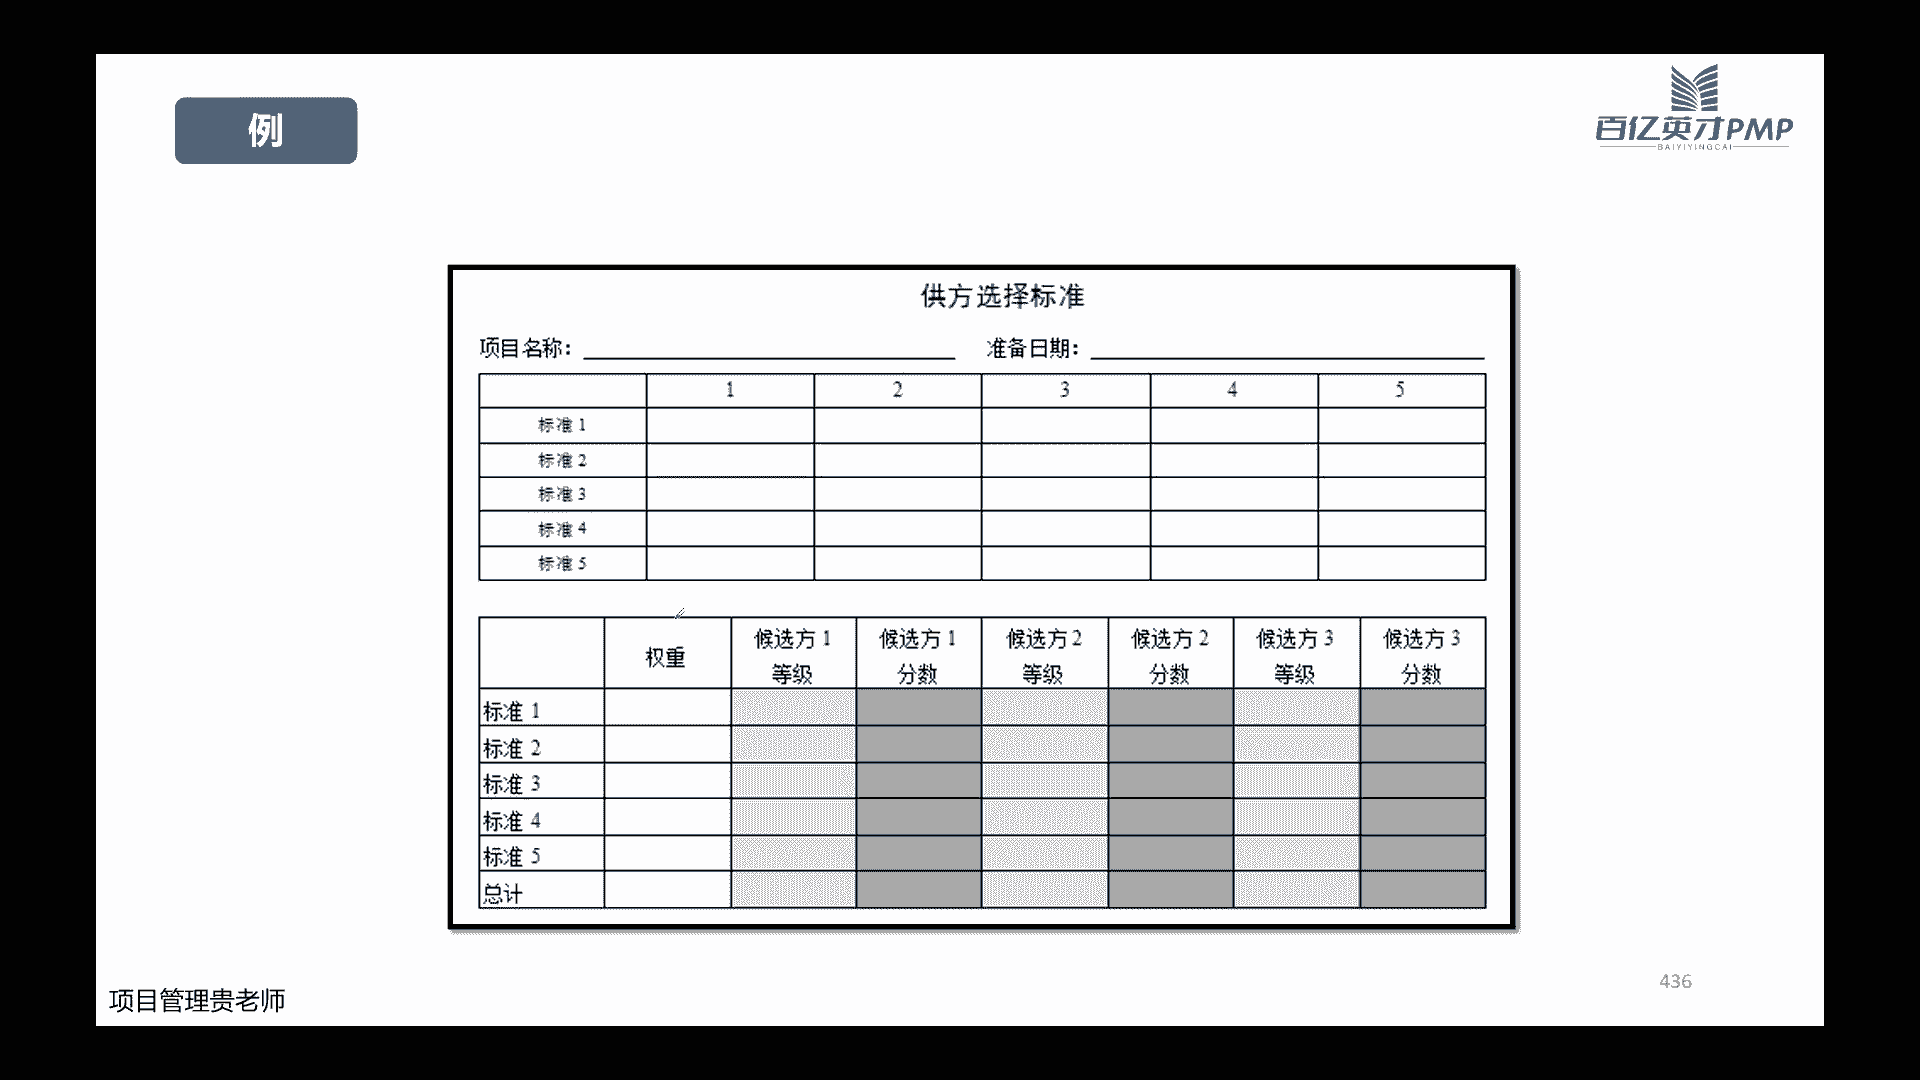 例
百亿英才PMP
BAIYIYINGCAI
供方选择标准
项目名称： 准备日期：
1 2 3 4 5
标准 1
标准 2
标准 3
标准 4
标准 5
权重 候选方 1 等级 候选方 1 分数 候选方 2 等级 候选方 2 分数 候选方 3 等级 候选方 3 分数
标准 1
标准 2
标准 3
标准 4
标准 5
总计
436
项目管理贵老师